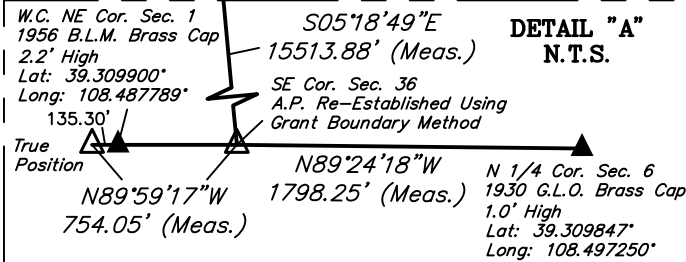 W.C. NE Cor. Sec. 1
1956 B.L.M. Brass Cap
2.2' High
Lat: 39.309900°
Long: 108.487789°
135.30'
True
Position
S05°18'49"E
15513.88' (Meas.)
DETAIL "A"
N.T.S.
SE Cor. Sec. 36
A.P. Re-Established Using
Grant Boundary Method
N89°59'17"W
754.05' (Meas.)
N89°24'18"W
1798.25' (Meas.)
N 1/4 Cor. Sec. 6
1930 G.L.O. Brass Cap
1.0' High
Lat: 39.309847°
Long: 108.497250°